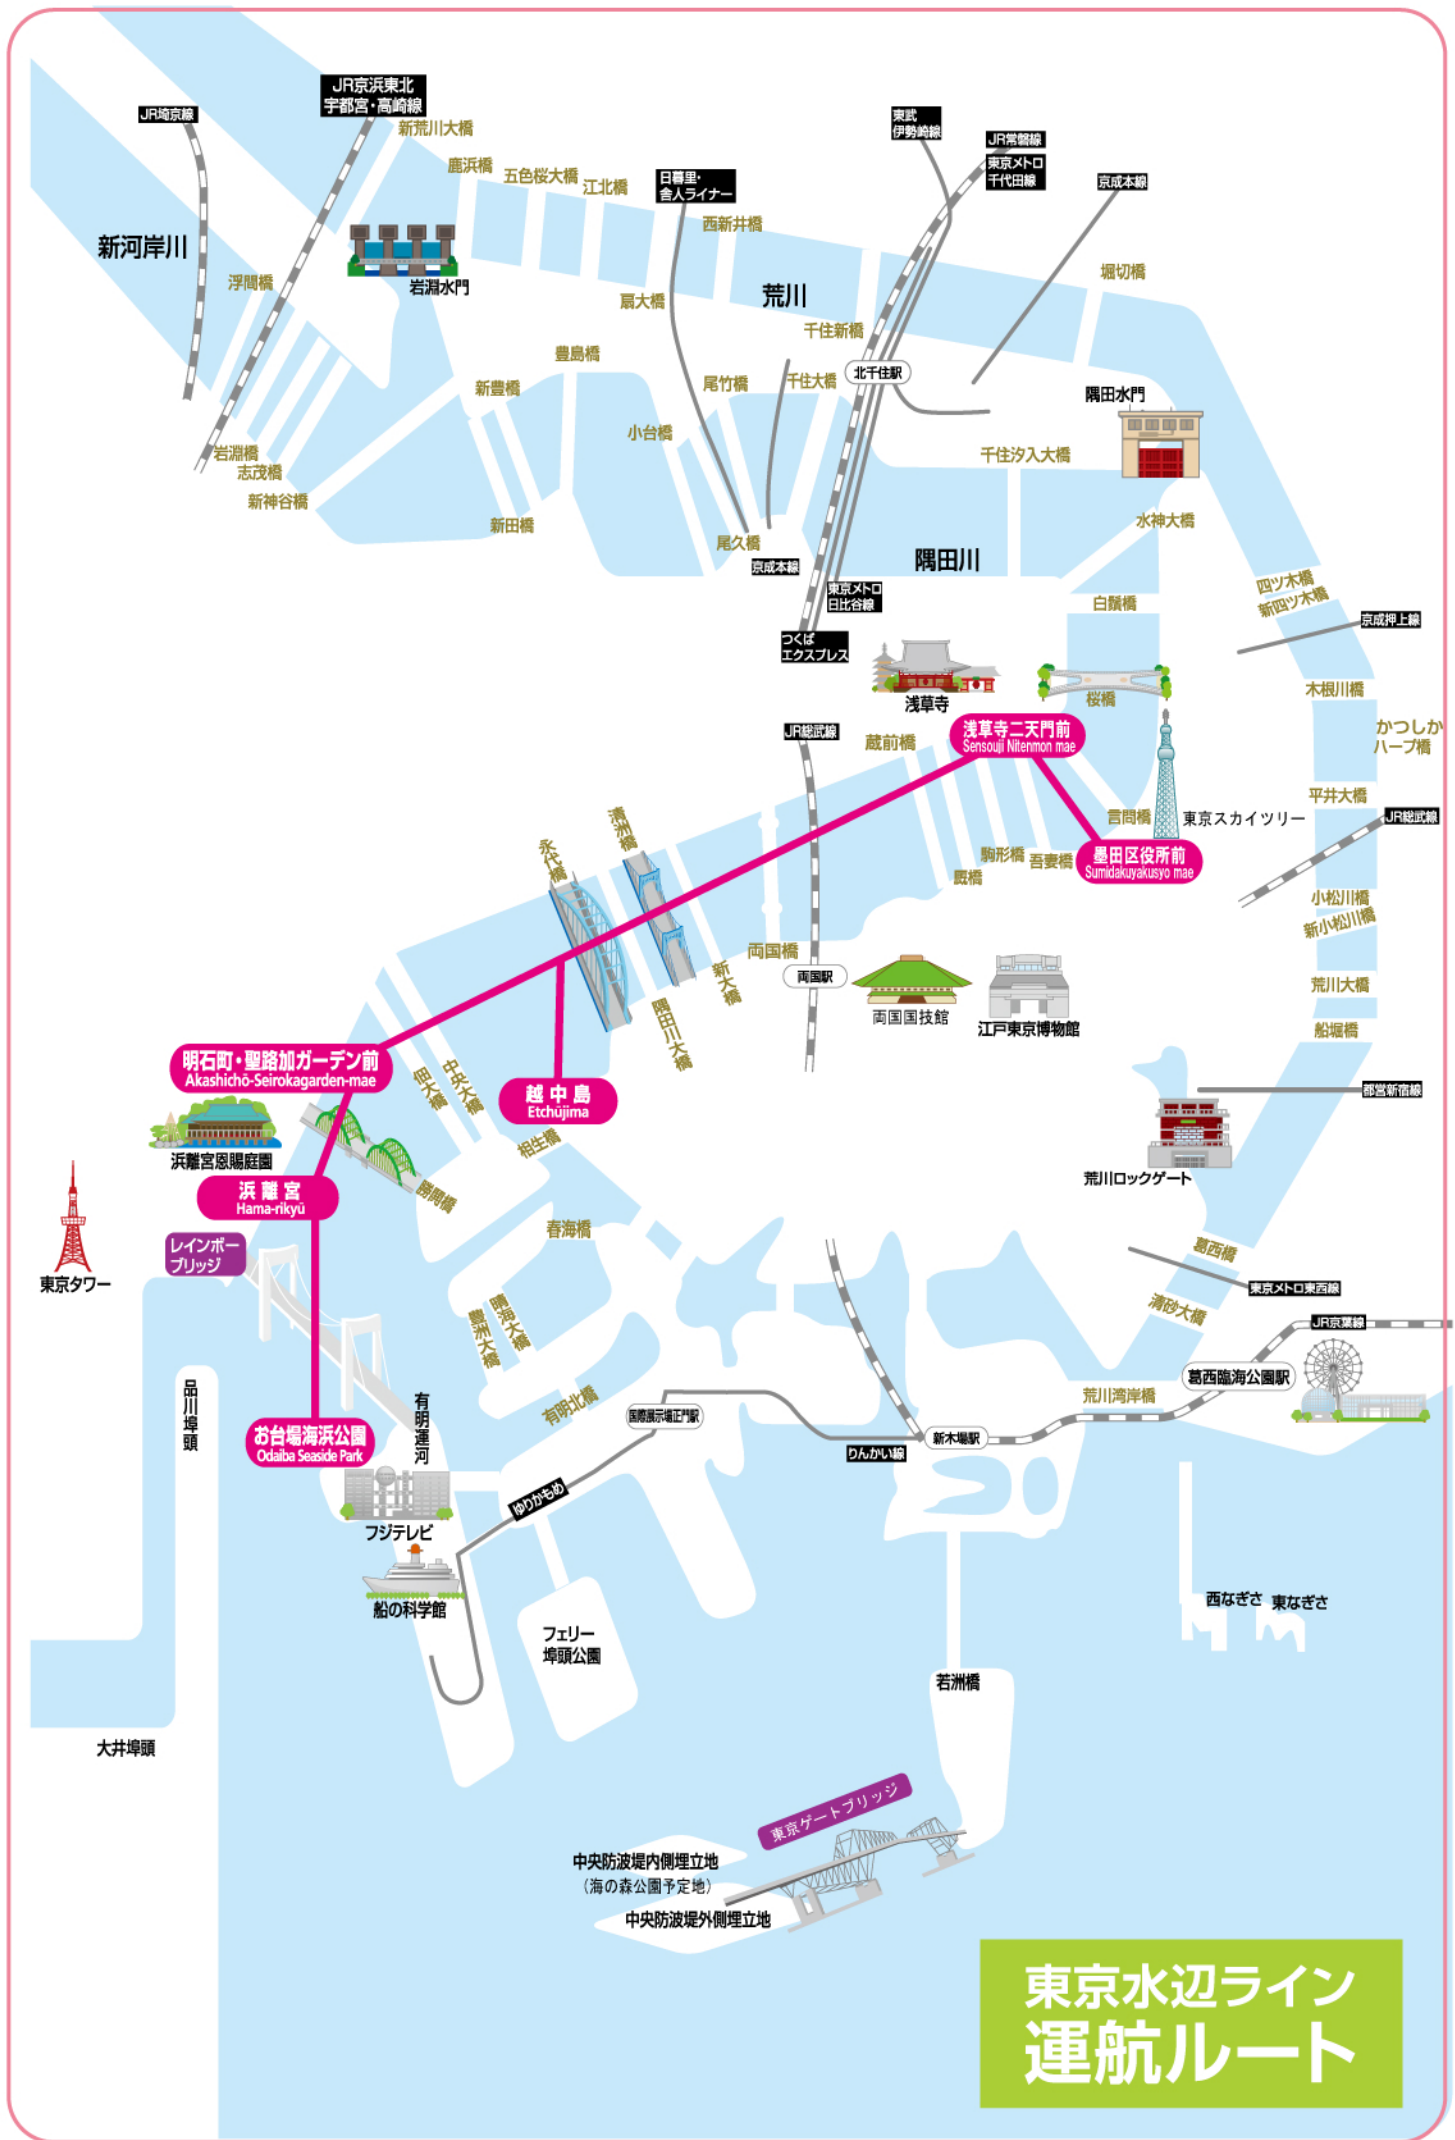 JR埼京線
JR京浜東北
宇都宮・高崎線
新荒川大橋
鹿浜橋
五色桜大橋
江北橋
日暮里・
舎人ライナー
西新井橋
東武
伊勢崎線
JR常磐線
東京メトロ
千代田線
京成本線
新河岸川
浮間橋
岩淵水門
扇大橋
荒川
千住新橋
堀切橋
豊島橋
新豊橋
尾竹橋
千住大橋
北千住駅
隅田水門
小台橋
岩淵橋
志茂橋
新神谷橋
新田橋
尾久橋
千住汐入大橋
水神大橋
京成本線
隅田川
東京メトロ
日比谷線
つくば
エクスプレス
白鬚橋
四ツ木橋
新四ツ木橋
京成押上線
浅草寺
桜橋
木根川橋
かつしか
ハープ橋
JR総武線
蔵前橋
浅草寺二天門前
Sensouji Nitenmon mae
平井大橋
言問橋
東京スカイツリー
JR総武線
清洲橋
永代橋
駒形橋
吾妻橋
厩橋
墨田区役所前
Sumidakuyakusyo mae
小松川橋
新小松川橋
両国橋
新大橋
両国駅
隅田川大橋
両国国技館
江戸東京博物館
荒川大橋
船堀橋
明石町・聖路加ガーデン前
Akashichō-Seirokagarden-mae
佃大橋
中央大橋
越中島
Etchūjima
都営新宿線
相生橋
浜離宮恩賜庭園
荒川ロックゲート
浜離宮
Hama-rikyū
勝鬨橋
春海橋
レインボー
ブリッジ
東京タワー
葛西橋
東京メトロ東西線
清砂大橋
JR京葉線
晴海大橋
豊洲大橋
品川埠頭
有明運河
有明北橋
国際展示場正門駅
葛西臨海公園駅
荒川湾岸橋
お台場海浜公園
Odaiba Seaside Park
新木場駅
りんかい線
ゆりかもめ
フジテレビ
船の科学館
フェリー
埠頭公園
西なぎさ
東なぎさ
若洲橋
大井埠頭
東京ゲートブリッジ
中央防波堤内側埋立地
（海の森公園予定地）
中央防波堤外側埋立地
東京水辺ライン
運航ルート